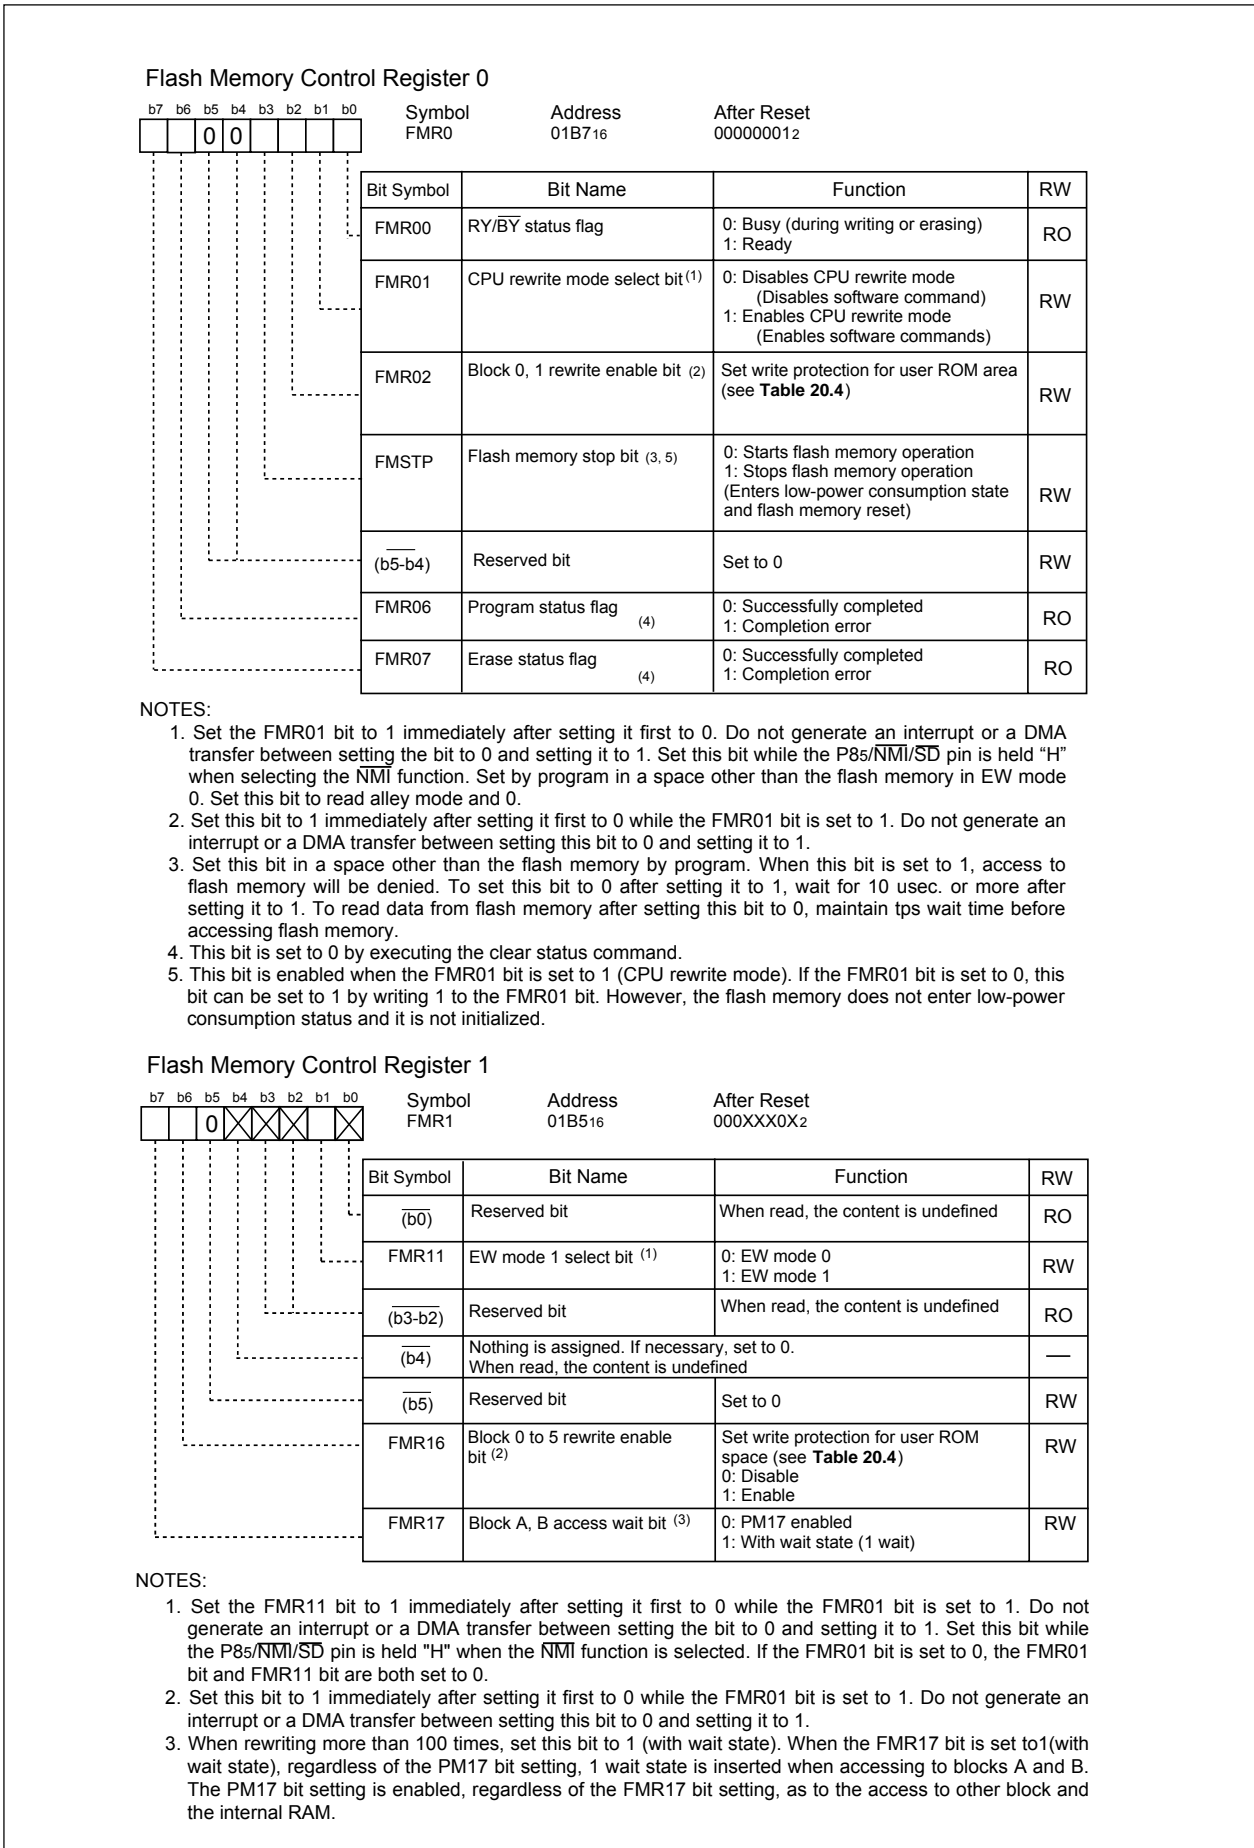 Flash Memory Control Register 0
b7 b6 b5 b4 b3 b2 b1 b0
0 0
Symbol Address After Reset
FMR0 01B716 000000012
Bit Symbol Bit Name Function RW
FMR00 RY/BY status flag 0: Busy (during writing or erasing)
1: Ready RO
FMR01 CPU rewrite mode select bit (1) 0: Disables CPU rewrite mode
(Disables software command)
1: Enables CPU rewrite mode
(Enables software commands) RW
FMR02 Block 0, 1 rewrite enable bit (2) Set write protection for user ROM area
(see Table 20.4) RW
FMSTP Flash memory stop bit (3, 5) 0: Starts flash memory operation
1: Stops flash memory operation
(Enters low-power consumption state
and flash memory reset) RW
(b5-b4) Reserved bit Set to 0 RW
FMR06 Program status flag (4) 0: Successfully completed
1: Completion error RO
FMR07 Erase status flag (4) 0: Successfully completed
1: Completion error RO
NOTES:
1. Set the FMR01 bit to 1 immediately after setting it first to 0. Do not generate an interrupt or a DMA
transfer between setting the bit to 0 and setting it to 1. Set this bit while the P85/NMI/SD pin is held “H”
when selecting the NMI function. Set by program in a space other than the flash memory in EW mode
0. Set this bit to read alley mode and 0.
2. Set this bit to 1 immediately after setting it first to 0 while the FMR01 bit is set to 1. Do not generate an
interrupt or a DMA transfer between setting this bit to 0 and setting it to 1.
3. Set this bit in a space other than the flash memory by program. When this bit is set to 1, access to
flash memory will be denied. To set this bit to 0 after setting it to 1, wait for 10 usec. or more after
setting it to 1. To read data from flash memory after setting this bit to 0, maintain tps wait time before
accessing flash memory.
4. This bit is set to 0 by executing the clear status command.
5. This bit is enabled when the FMR01 bit is set to 1 (CPU rewrite mode). If the FMR01 bit is set to 0, this
bit can be set to 1 by writing 1 to the FMR01 bit. However, the flash memory does not enter low-power
consumption status and it is not initialized.
Flash Memory Control Register 1
b7 b6 b5 b4 b3 b2 b1 b0
0
Symbol Address After Reset
FMR1 01B516 000XXX0X2
Bit Symbol Bit Name Function RW
(b0) Reserved bit When read, the content is undefined RO
FMR11 EW mode 1 select bit (1) 0: EW mode 0
1: EW mode 1 RW
(b3-b2) Reserved bit When read, the content is undefined RO
(b4) Nothing is assigned. If necessary, set to 0.
When read, the content is undefined —
(b5) Reserved bit Set to 0 RW
FMR16 Block 0 to 5 rewrite enable
bit (2) Set write protection for user ROM
space (see Table 20.4)
0: Disable
1: Enable RW
FMR17 Block A, B access wait bit (3) 0: PM17 enabled
1: With wait state (1 wait) RW
NOTES:
1. Set the FMR11 bit to 1 immediately after setting it first to 0 while the FMR01 bit is set to 1. Do not
generate an interrupt or a DMA transfer between setting the bit to 0 and setting it to 1. Set this bit while
the P85/NMI/SD pin is held "H" when the NMI function is selected. If the FMR01 bit is set to 0, the FMR01
bit and FMR11 bit are both set to 0.
2. Set this bit to 1 immediately after setting it first to 0 while the FMR01 bit is set to 1. Do not generate an
interrupt or a DMA transfer between setting this bit to 0 and setting it to 1.
3. When rewriting more than 100 times, set this bit to 1 (with wait state). When the FMR17 bit is set to1(with
wait state), regardless of the PM17 bit setting, 1 wait state is inserted when accessing to blocks A and B.
The PM17 bit setting is enabled, regardless of the FMR17 bit setting, as to the access to other block and
the internal RAM.